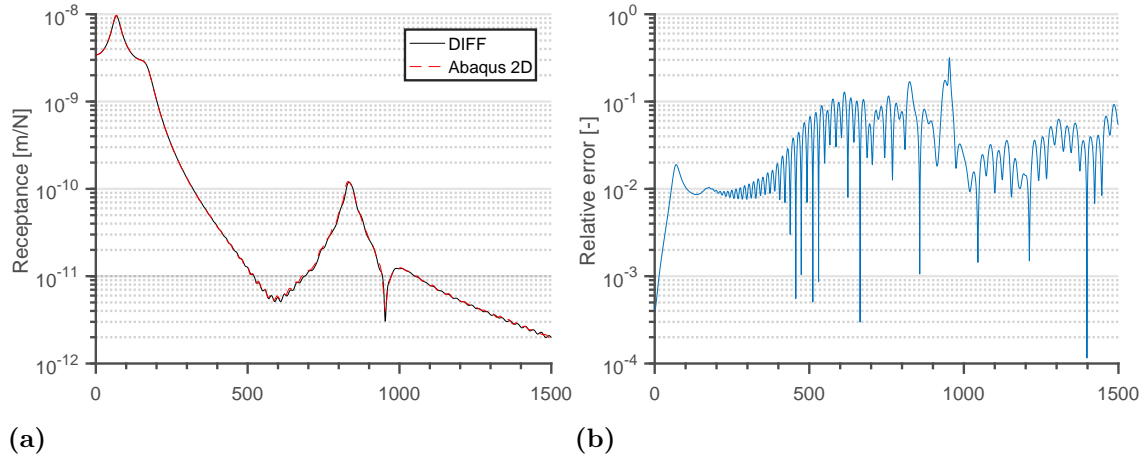 10^-8
10^-9
10^-10
10^-11
10^-12
Receptance [m/N]
DIFF
Abaqus 2D
0 500 1000 1500
(a)
10^0
10^-1
10^-2
10^-3
10^-4
Relative error [-]
0 500 1000 1500
(b)